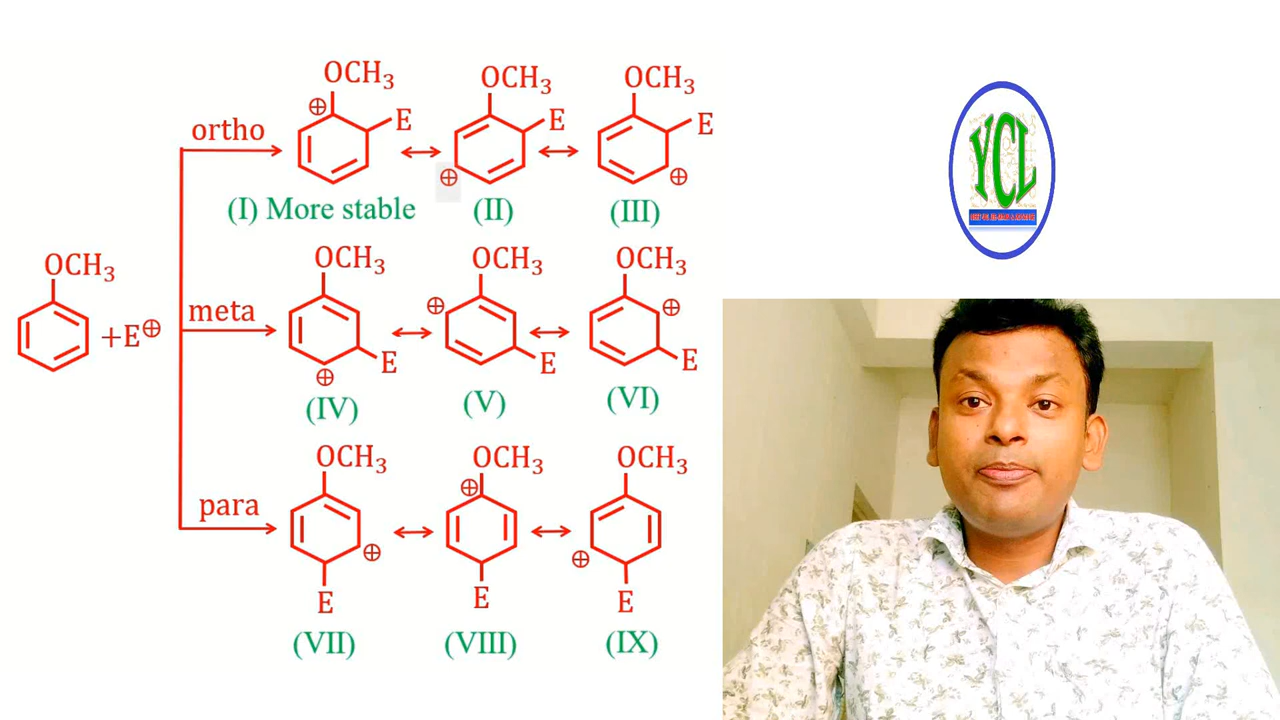 OCH₃ OCH₃ OCH₃
ortho E E E
⊕ ⊕ ⊕
(I) More stable (II) (III)
OCH₃ OCH₃ OCH₃
OCH₃
meta ⊕ ⊕
+E⊕
E E E
⊕
(IV) (V) (VI)
OCH₃ OCH₃ OCH₃
⊕
para
⊕ ⊕
E E E
(VII) (VIII) (IX)
YCL